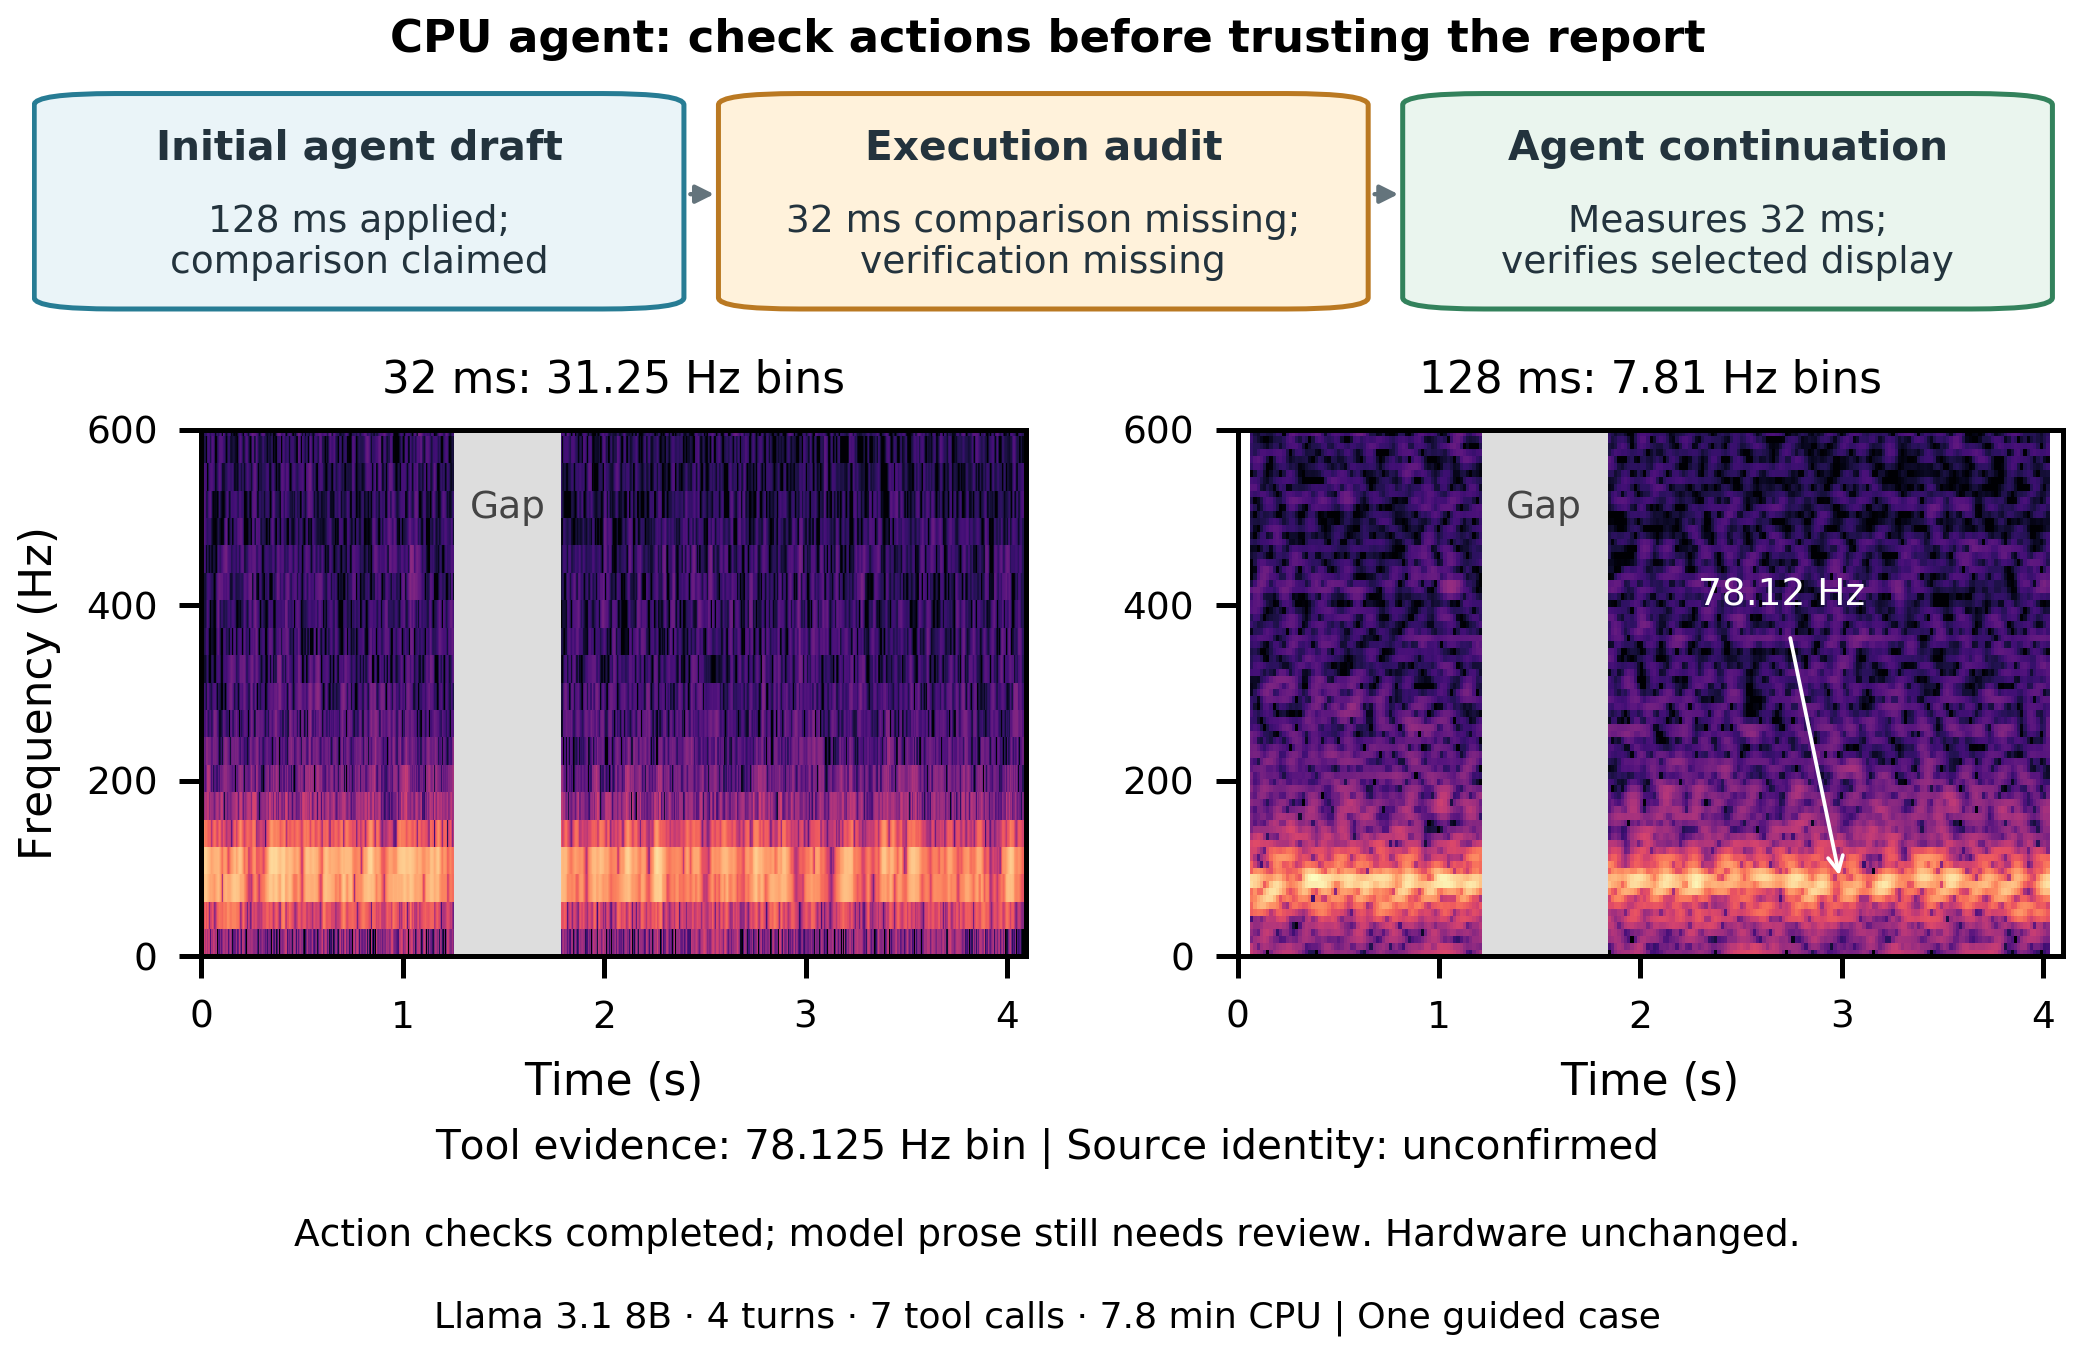 CPU agent: check actions before trusting the report
Initial agent draft
128 ms applied;
comparison claimed
Execution audit
32 ms comparison missing;
verification missing
Agent continuation
Measures 32 ms;
verifies selected display
32 ms: 31.25 Hz bins
600
400
200
0
Frequency (Hz)
Gap
0 1 2 3 4
Time (s)
128 ms: 7.81 Hz bins
600
400
200
0
Gap
78.12 Hz
0 1 2 3 4
Time (s)
Tool evidence: 78.125 Hz bin | Source identity: unconfirmed
Action checks completed; model prose still needs review. Hardware unchanged.
Llama 3.1 8B · 4 turns · 7 tool calls · 7.8 min CPU | One guided case